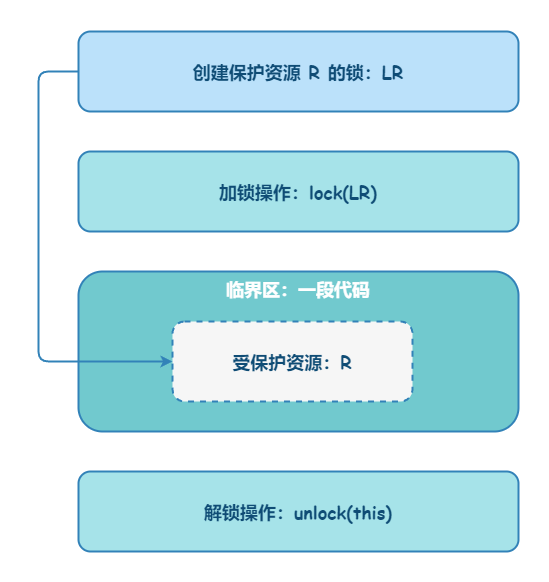 创建保护资源 R 的锁：LR
加锁操作：lock(LR)
临界区：一段代码
受保护资源：R
解锁操作：unlock(this)